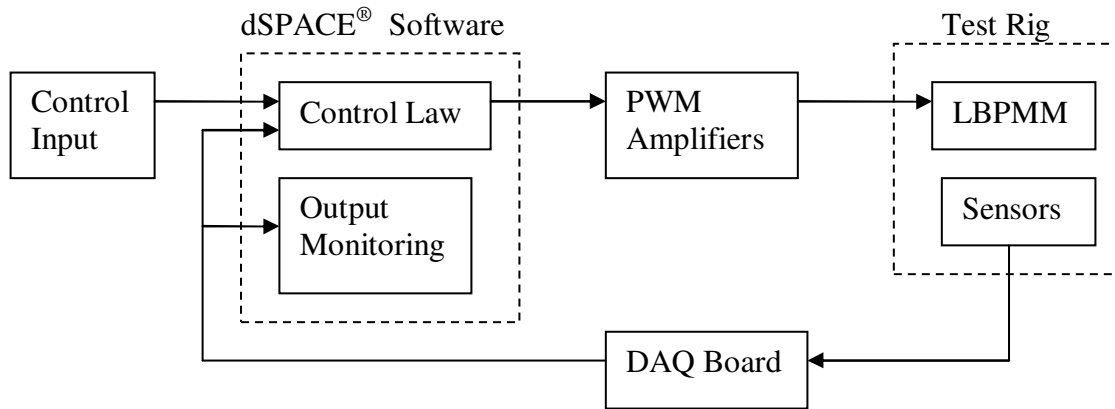 dSPACE® Software
Test Rig
Control
Input
Control Law
PWM
Amplifiers
LBPMM
Output
Monitoring
Sensors
DAQ Board